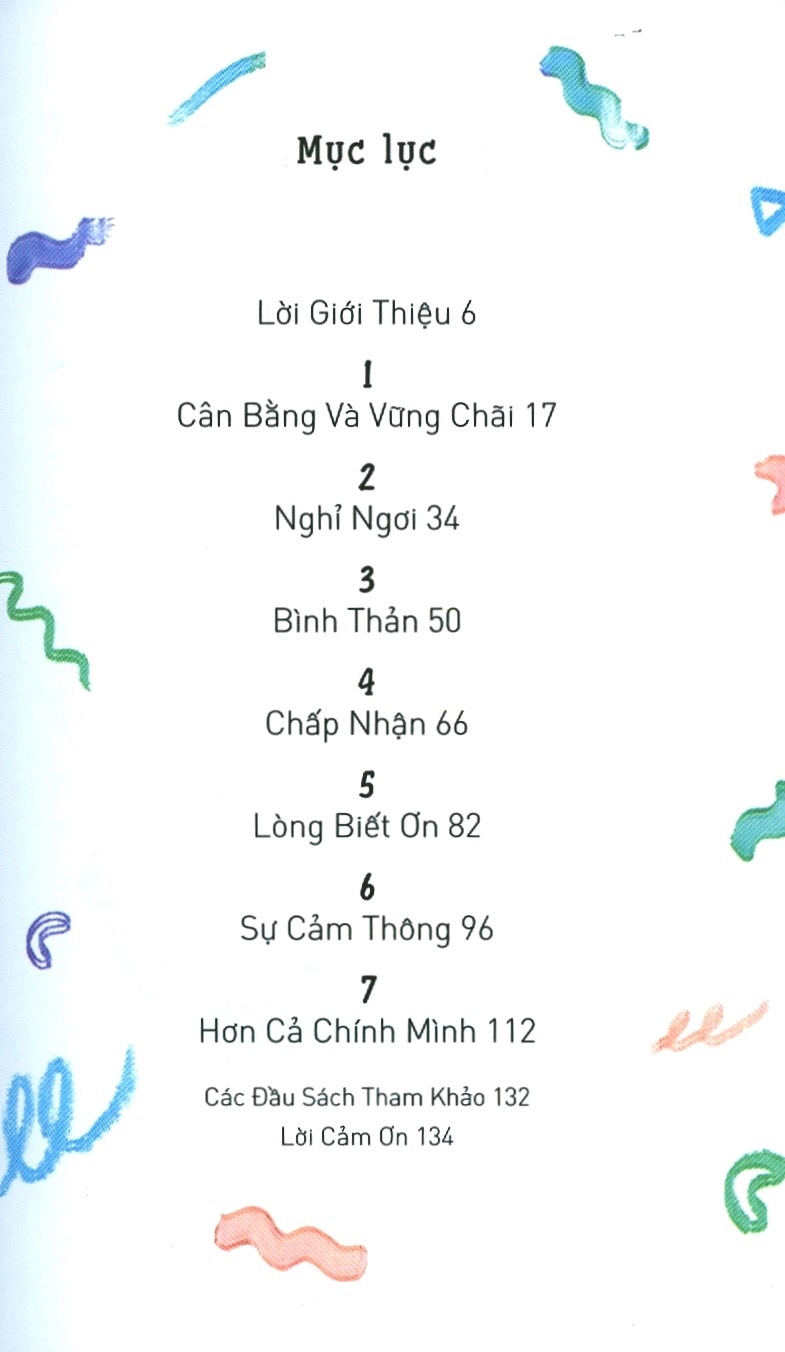 Mục lục
Lời Giới Thiệu 6
1
Cân Bằng Và Vững Chãi 17
2
Nghỉ Ngơi 34
3
Bình Thản 50
4
Chấp Nhận 66
5
Lòng Biết Ơn 82
6
Sự Cảm Thông 96
7
Hơn Cả Chính Mình 112
Các Đầu Sách Tham Khảo 132
Lời Cảm Ơn 134